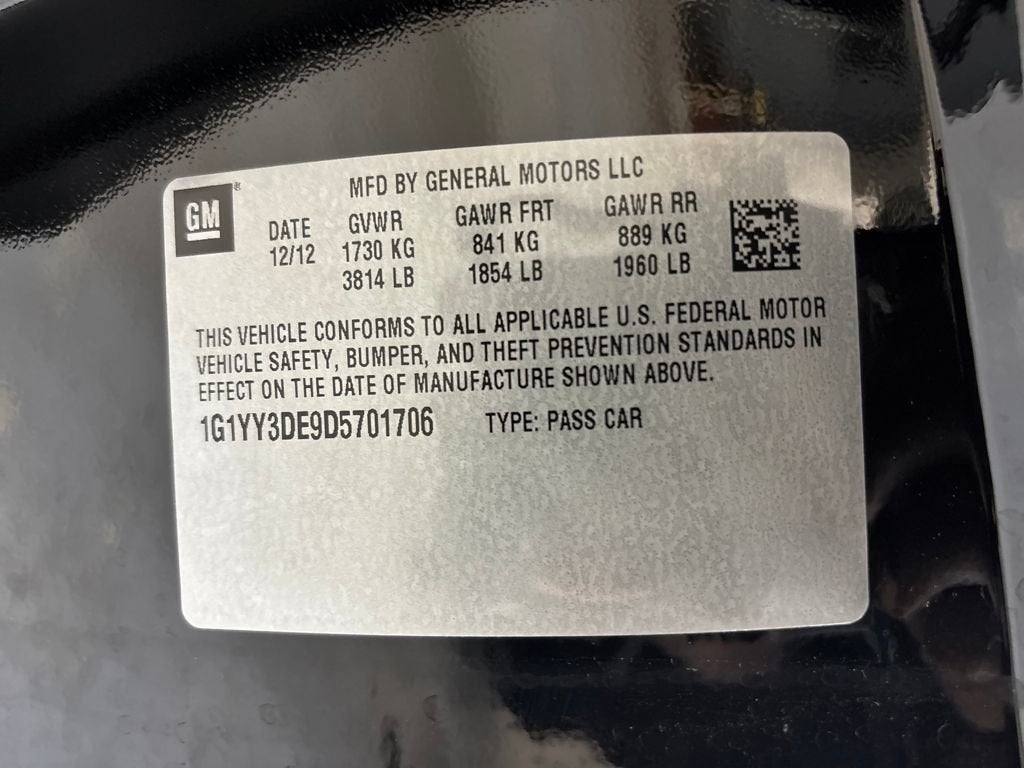 MFD BY GENERAL MOTORS LLC
GM®
DATE GVWR GAWR FRT GAWR RR
12/12 1730 KG 841 KG 889 KG
3814 LB 1854 LB 1960 LB
THIS VEHICLE CONFORMS TO ALL APPLICABLE U.S. FEDERAL MOTOR
VEHICLE SAFETY, BUMPER, AND THEFT PREVENTION STANDARDS IN
EFFECT ON THE DATE OF MANUFACTURE SHOWN ABOVE.
1G1YY3DE9D5701706 TYPE: PASS CAR